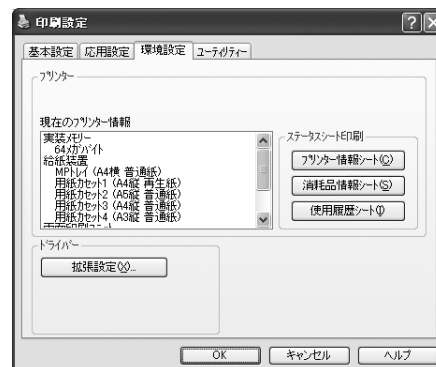 印刷設定
基本設定 応用設定 環境設定 ユーティリティー
プリンター
現在のプリンター情報
実装メモリー
64メガバイト
給紙装置
MPトレイ (A4横 普通紙)
用紙カセット1 (A4縦 再生紙)
用紙カセット2 (A5縦 普通紙)
用紙カセット3 (A4縦 普通紙)
用紙カセット4 (A3縦 普通紙)
両面印刷ユニット
ステータスシート印刷
プリンター情報シート(C)
消耗品情報シート(S)
使用履歴シート(I)
ドライバー
拡張設定(X)...
OK キャンセル ヘルプ